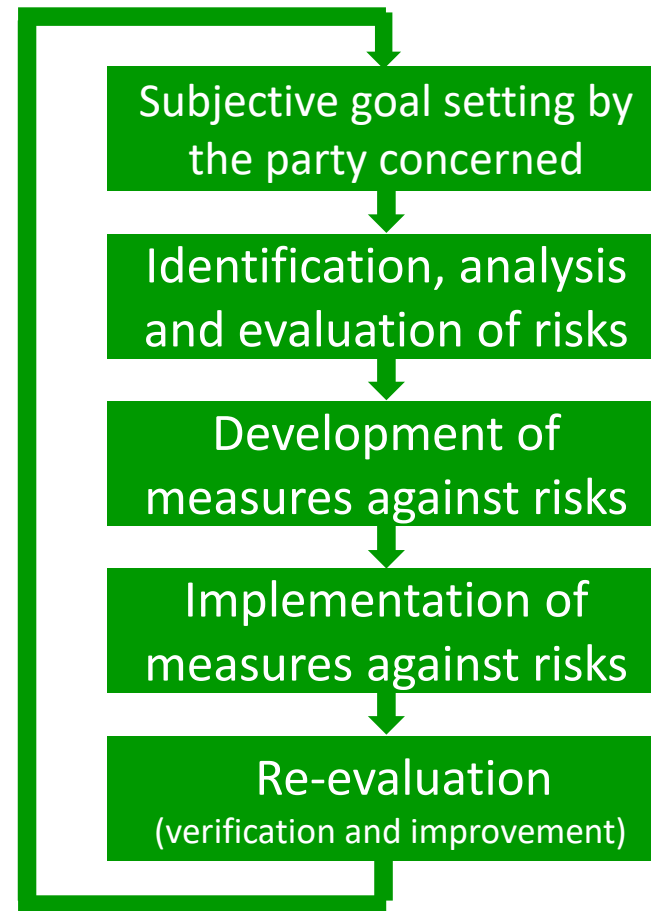 Subjective goal setting by
the party concerned
Identification, analysis
and evaluation of risks
Development of
measures against risks
Implementation of
measures against risks
Re-evaluation
(verification and improvement)